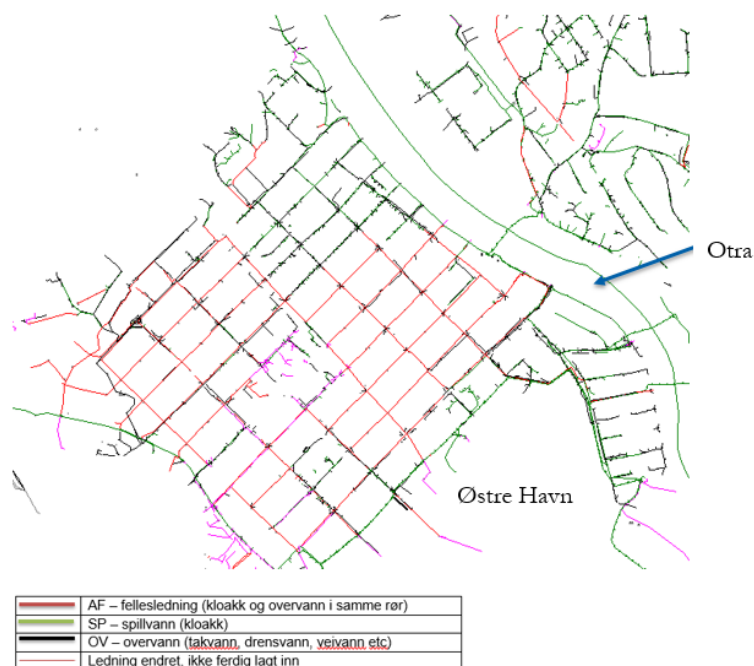 Otra
Østre Havn
AF – fellesledning (kloakk og overvann i samme rør)
SP – spillvann (kloakk)
OV – overvann (takvann, drensvann, veivann etc)
Ledning endret, ikke ferdig lagt inn